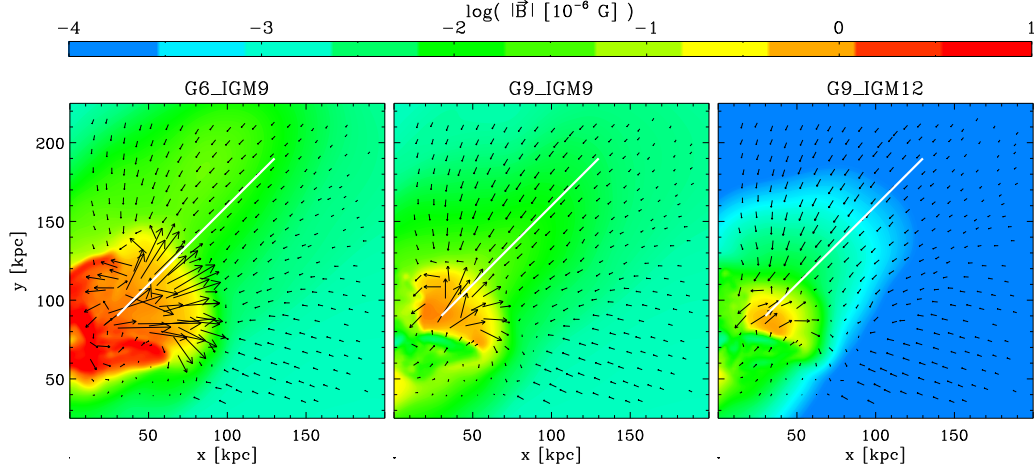 log( |B⃗| [10⁻⁶ G] )
-4 -3 -2 -1 0 1
G6_IGM9 G9_IGM9 G9_IGM12
200
150
100
50
y [kpc]
50 100 150 50 100 150 50 100 150
x [kpc] x [kpc] x [kpc]